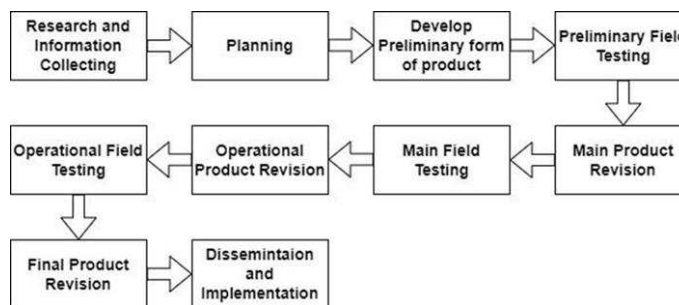 Research and
Information
Collecting
Planning
Develop
Preliminary form
of product
Preliminary Field
Testing
Operational Field
Testing
Operational
Product Revision
Main Field
Testing
Main Product
Revision
Final Product
Revision
Dissemintaion
and
Implementation